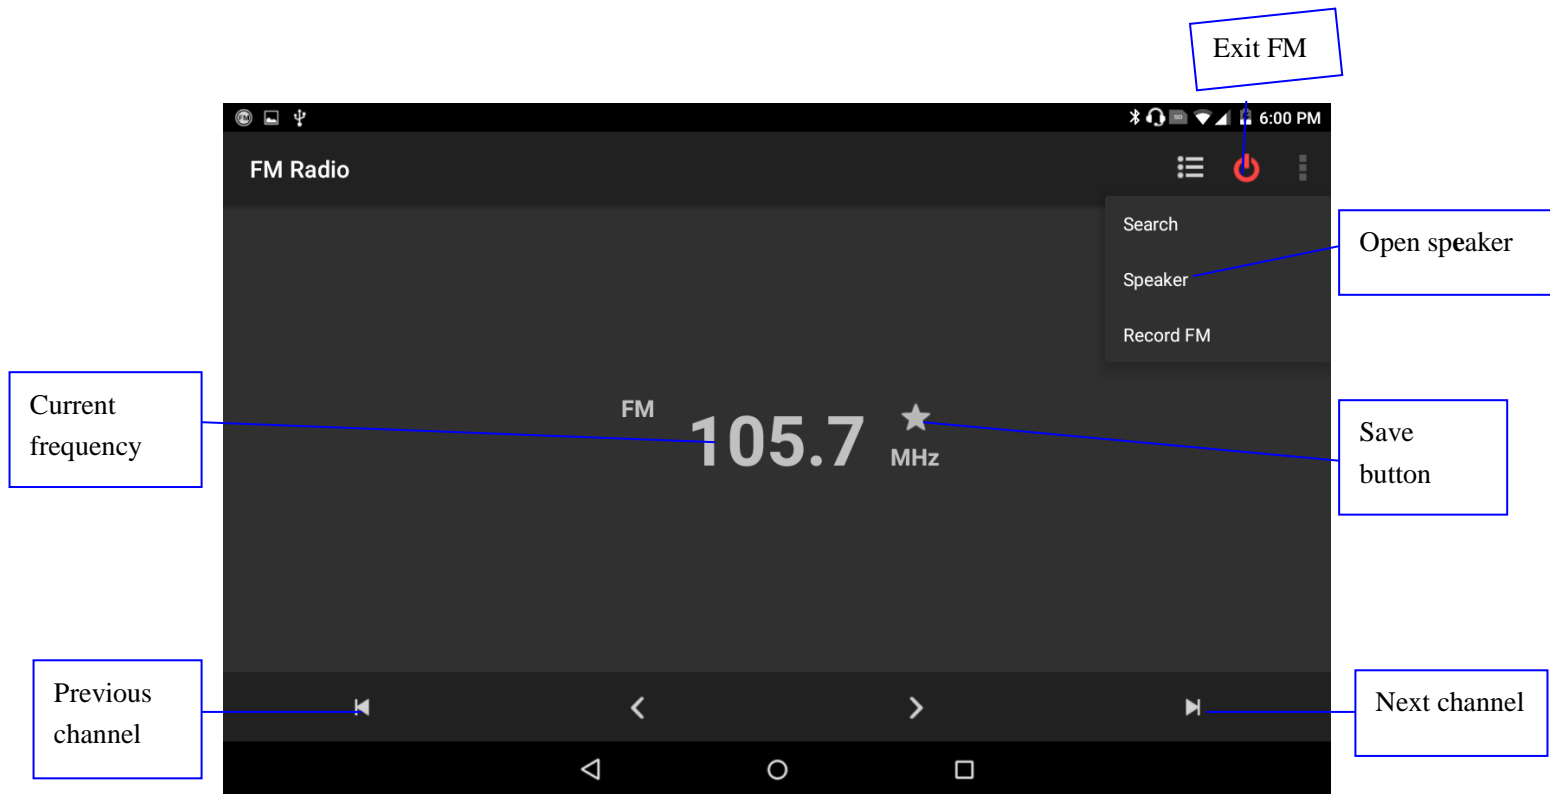 Exit FM
6:00 PM
FM Radio
Search
Speaker
Record FM
Open speaker
Current
frequency
FM
105.7
MHz
Save
button
Previous
channel
Next channel